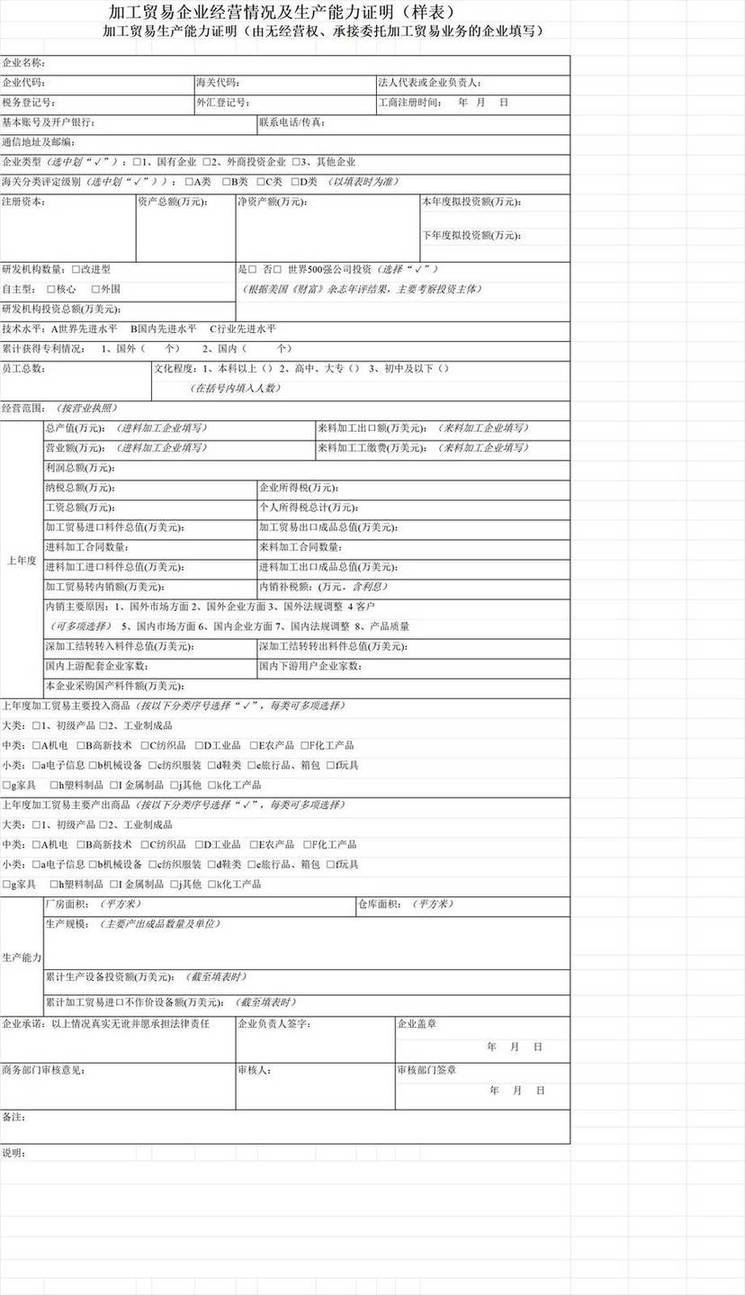 加工贸易企业经营情况及生产能力证明（样表）
加工贸易生产能力证明（由无经营权、承接委托加工贸易业务的企业填写）
企业名称：
企业代码： 海关代码： 法人代表或企业负责人：
税务登记号： 外汇登记号： 工商注册时间： 年 月 日
基本账号及开户银行： 联系电话/传真：
通信地址及邮编：
企业类型（选中划“√”）：□1、国有企业 □2、外商投资企业 □3、其他企业
海关分类评定级别（选中划“√”））：□A类 □B类 □C类 □D类 （以填表时为准）
注册资本： 资产总额(万元)： 净资产额(万元)： 本年度拟投资额(万元)：
下年度拟投资额(万元)：
研发机构数量：□改进型 是□ 否□ 世界500强公司投资（选择“√”）
自主型： □核心 □外围 （根据美国《财富》杂志年评结果，主要考察投资主体）
研发机构投资总额(万美元)：
技术水平：A世界先进水平 B国内先进水平 C行业先进水平
累计获得专利情况： 1、国外（ 个） 2、国内（ 个）
员工总数： 文化程度：1、本科以上（）2、高中、大专（） 3、初中及以下（）
（在括号内填入人数）
经营范围：（按营业执照）
上年度
总产值(万元)：（进料加工企业填写） 来料加工出口额(万美元)：（来料加工企业填写）
营业额(万元)：（进料加工企业填写） 来料加工工缴费(万美元)：（来料加工企业填写）
利润总额(万元)：
纳税总额(万元)： 企业所得税(万元)：
工资总额(万元)： 个人所得税总计(万元)：
加工贸易进口料件总值(万美元)： 加工贸易出口成品总值(万美元)：
进料加工合同数量： 来料加工合同数量：
进料加工进口料件总值(万美元)： 进料加工出口成品总值(万美元)：
加工贸易转内销额(万美元)： 内销补税额：(万元，含利息）
内销主要原因：1、国外市场方面 2、国外企业方面 3、国外法规调整 4 客户
（可多项选择） 5、国内市场方面 6、国内企业方面 7、国内法规调整 8、产品质量
深加工结转转入料件总值(万美元)： 深加工结转转出料件总值(万美元)：
国内上游配套企业家数： 国内下游用户企业家数：
本企业采购国产料件额(万元)：
上年度加工贸易主要投入商品（按以下分类序号选择“√”，每类可多项选择）
大类：□1、初级产品 □2、工业制成品
中类：□A机电 □B高新技术 □C纺织品 □D工业品 □E农产品 □F化工产品
小类：□a电子信息 □b机械设备 □c纺织服装 □d鞋类 □e旅行品、箱包 □f玩具
□g家具 □h塑料制品 □I 金属制品 □j其他 □k化工产品
上年度加工贸易主要产出商品（按以下分类序号选择“√”，每类可多项选择）
大类：□1、初级产品 □2、工业制成品
中类：□A机电 □B高新技术 □C纺织品 □D工业品 □E农产品 □F化工产品
小类：□a电子信息 □b机械设备 □c纺织服装 □d鞋类 □e旅行品、箱包 □f玩具
□g家具 □h塑料制品 □I 金属制品 □j其他 □k化工产品
生产能力
厂房面积：（平方米） 仓库面积：（平方米）
生产规模：（主要产出成品数量及单位）
累计生产设备投资额(万美元)：（截至填表时）
累计加工贸易进口不作价设备额(万美元)：（截至填表时）
企业承诺：以上情况真实无讹并愿承担法律责任 企业负责人签字： 企业盖章
年 月 日
商务部门审核意见： 审核人： 审核部门签章
年 月 日
备注：
说明：